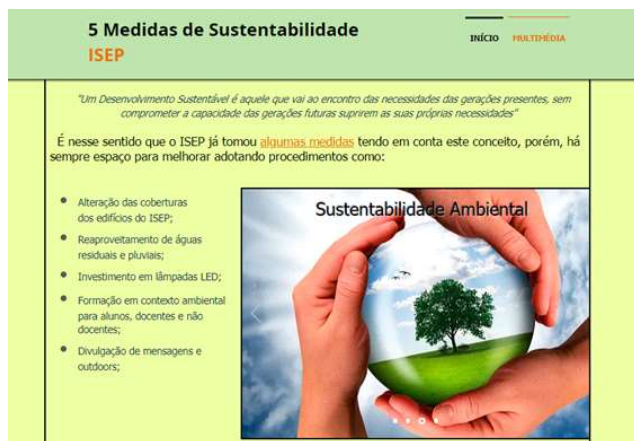 5 Medidas de Sustentabilidade
ISEP
INÍCIO
MULTIMÉDIA
"Um Desenvolvimento Sustentável é aquele que vai ao encontro das necessidades das gerações presentes, sem
comprometer a capacidade das gerações futuras suprirem as suas próprias necessidades"
É nesse sentido que o ISEP já tomou algumas medidas tendo em conta este conceito, porém, há
sempre espaço para melhorar adotando procedimentos como:
Alteração das coberturas
dos edifícios do ISEP;
Reaproveitamento de águas
residuais e pluviais;
Investimento em lâmpadas LED;
Formação em contexto ambiental
para alunos, docentes e não
docentes;
Divulgação de mensagens e
outdoors;
Sustentabilidade Ambiental